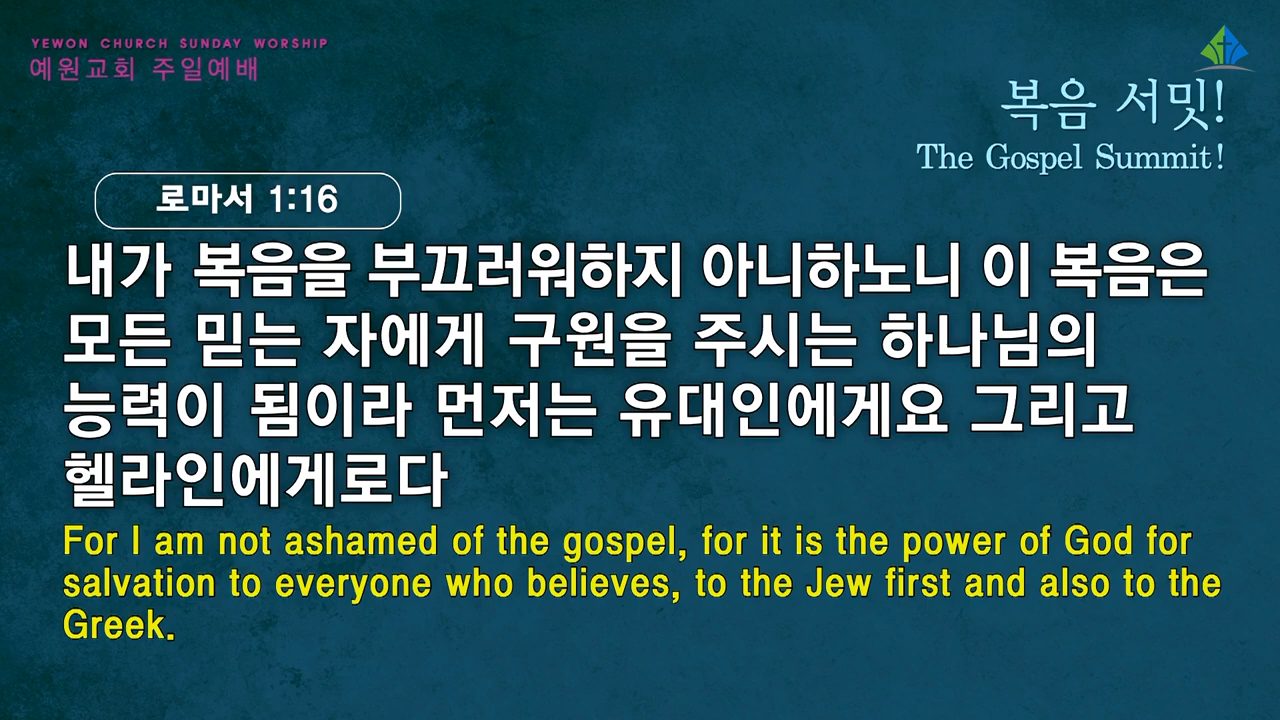 YEWON CHURCH SUNDAY WORSHIP
예원교회 주일예배
복음 서밋!
The Gospel Summit!
로마서 1:16
내가 복음을 부끄러워하지 아니하노니 이 복음은
모든 믿는 자에게 구원을 주시는 하나님의
능력이 됨이라 먼저는 유대인에게요 그리고
헬라인에게로다
For I am not ashamed of the gospel, for it is the power of God for
salvation to everyone who believes, to the Jew first and also to the
Greek.